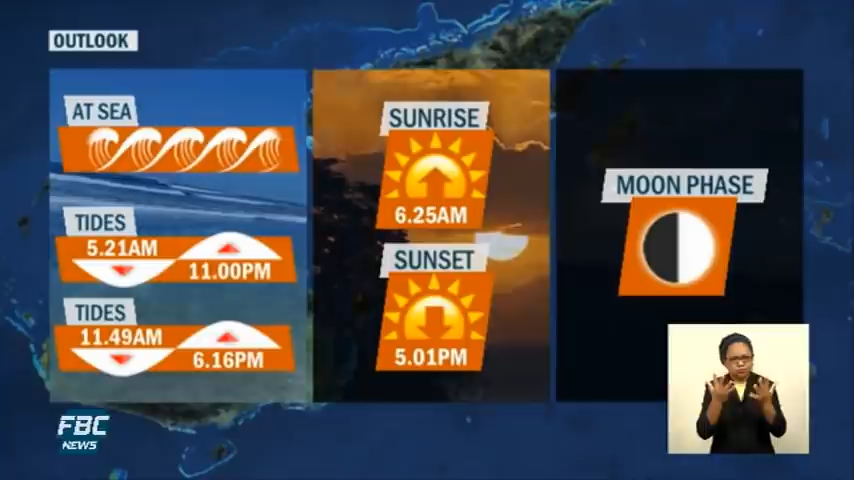 OUTLOOK
AT SEA
TIDES
5.21AM
11.00PM
TIDES
11.49AM
6.16PM
SUNRISE
6.25AM
SUNSET
5.01PM
MOON PHASE
FBC
NEWS